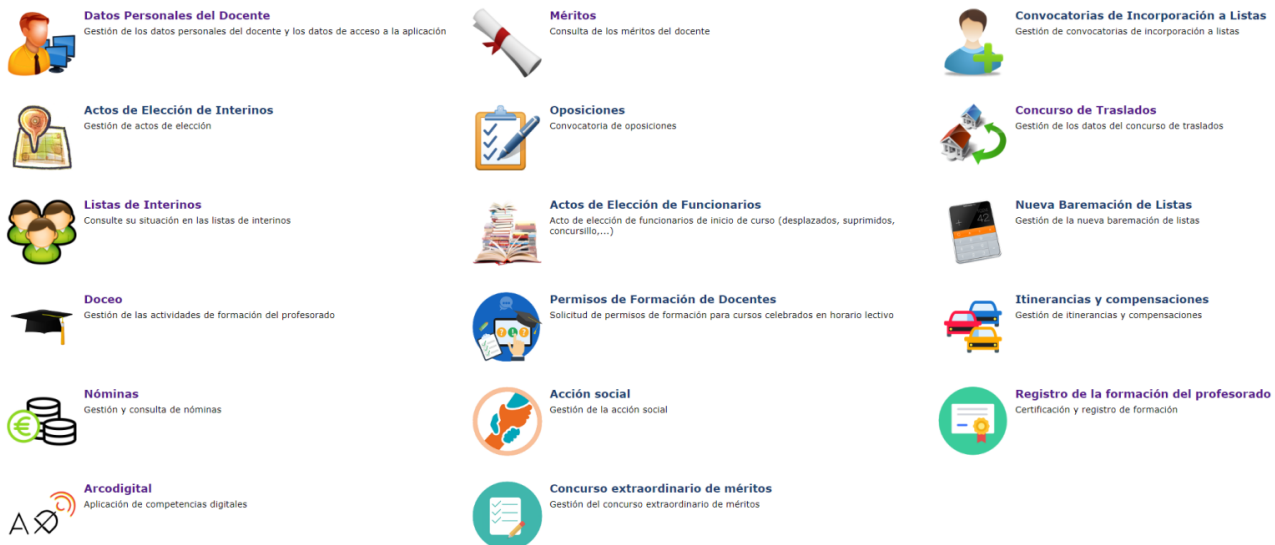 Datos Personales del Docente
Gestión de los datos personales del docente y los datos de acceso a la aplicación
Méritos
Consulta de los méritos del docente
Convocatorias de Incorporación a Listas
Gestión de convocatorias de incorporación a listas
Actos de Elección de Interinos
Gestión de actos de elección
Oposiciones
Convocatoria de oposiciones
Concurso de Traslados
Gestión de los datos del concurso de traslados
Listas de Interinos
Consulte su situación en las listas de interinos
Actos de Elección de Funcionarios
Acto de elección de funcionarios de inicio de curso (desplazados, suprimidos,
concursillo,...)
Nueva Baremación de Listas
Gestión de la nueva baremación de listas
42
Doceo
Gestión de las actividades de formación del profesorado
Permisos de Formación de Docentes
Solicitud de permisos de formación para cursos celebrados en horario lectivo
Itinerancias y compensaciones
Gestión de itinerancias y compensaciones
Nóminas
Gestión y consulta de nóminas
€
Acción social
Gestión de la acción social
Registro de la formación del profesorado
Certificación y registro de formación
Arcodigital
Aplicación de competencias digitales
Concurso extraordinario de méritos
Gestión del concurso extraordinario de méritos